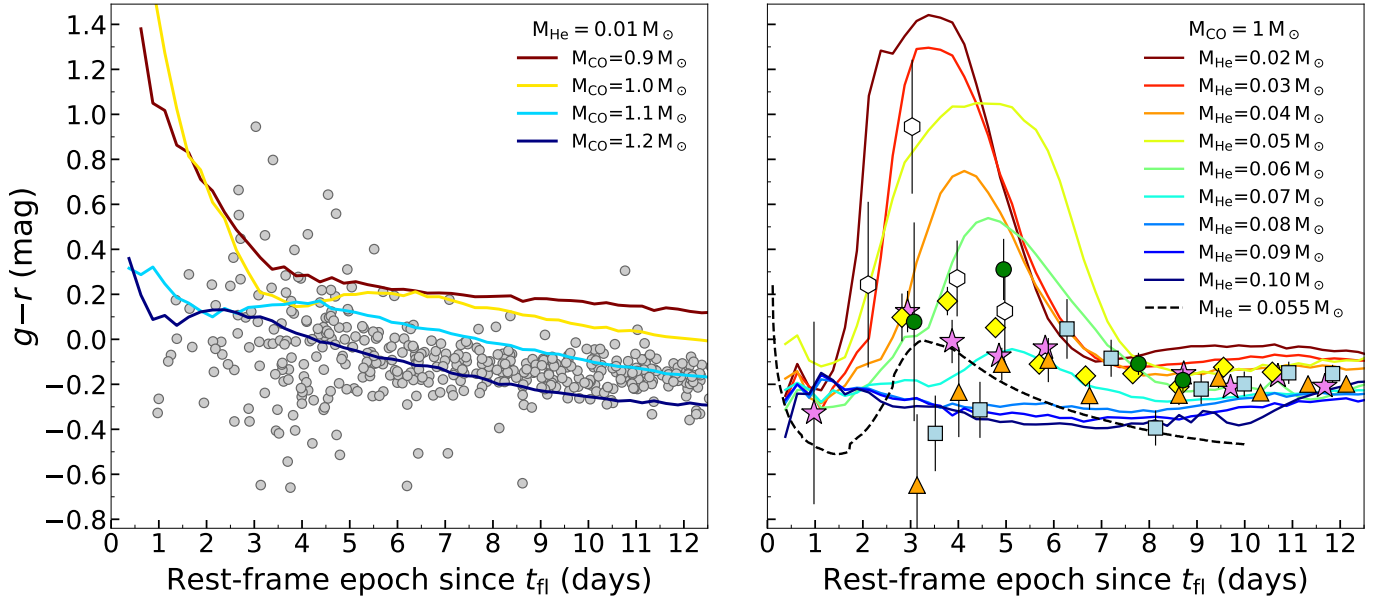 M_He = 0.01 M_⊙
M_CO=0.9 M_⊙
M_CO=1.0 M_⊙
M_CO=1.1 M_⊙
M_CO=1.2 M_⊙
1.4
1.2
1.0
0.8
0.6
0.4
0.2
0.0
−0.2
−0.4
−0.6
−0.8
g−r (mag)
0 1 2 3 4 5 6 7 8 9 10 11 12
Rest-frame epoch since t_fl (days)
M_CO = 1 M_⊙
M_He=0.02 M_⊙
M_He=0.03 M_⊙
M_He=0.04 M_⊙
M_He=0.05 M_⊙
M_He=0.06 M_⊙
M_He=0.07 M_⊙
M_He=0.08 M_⊙
M_He=0.09 M_⊙
M_He=0.10 M_⊙
M_He = 0.055 M_⊙
0 1 2 3 4 5 6 7 8 9 10 11 12
Rest-frame epoch since t_fl (days)